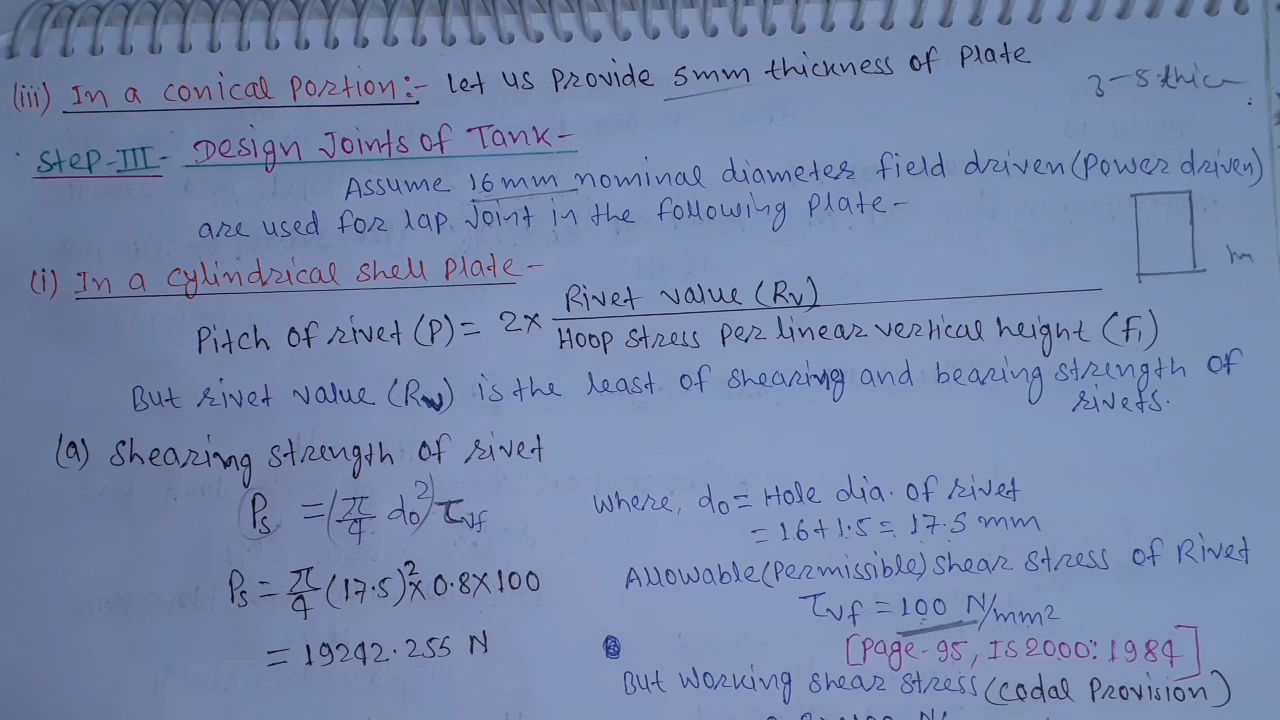 (iii) In a conical portion:- let us provide 5mm thickness of plate
3-5 thic
Step-III- Design Joints of Tank-
Assume 16mm nominal diameter field driven (power driven)
are used for lap Joint in the following plate-
(i) In a cylindrical shell plate-
Pitch of rivet (P) = 2 × Rivet value (Rv) / Hoop stress per linear vertical height (F1)
But rivet value (Rv) is the least of shearing and bearing strength of
rivets.
(a) shearing strength of rivet
Ps = (π/4 do²) τvf
where, do = Hole dia. of rivet
= 16+1.5 = 17.5 mm
Allowable (Permissible) shear stress of Rivet
Ps = π/4 (17.5)² × 0.8×100
τvf = 100 N/mm2
= 19242.255 N
[Page-95, IS 2000: 1984]
But working shear stress (codal Provision)